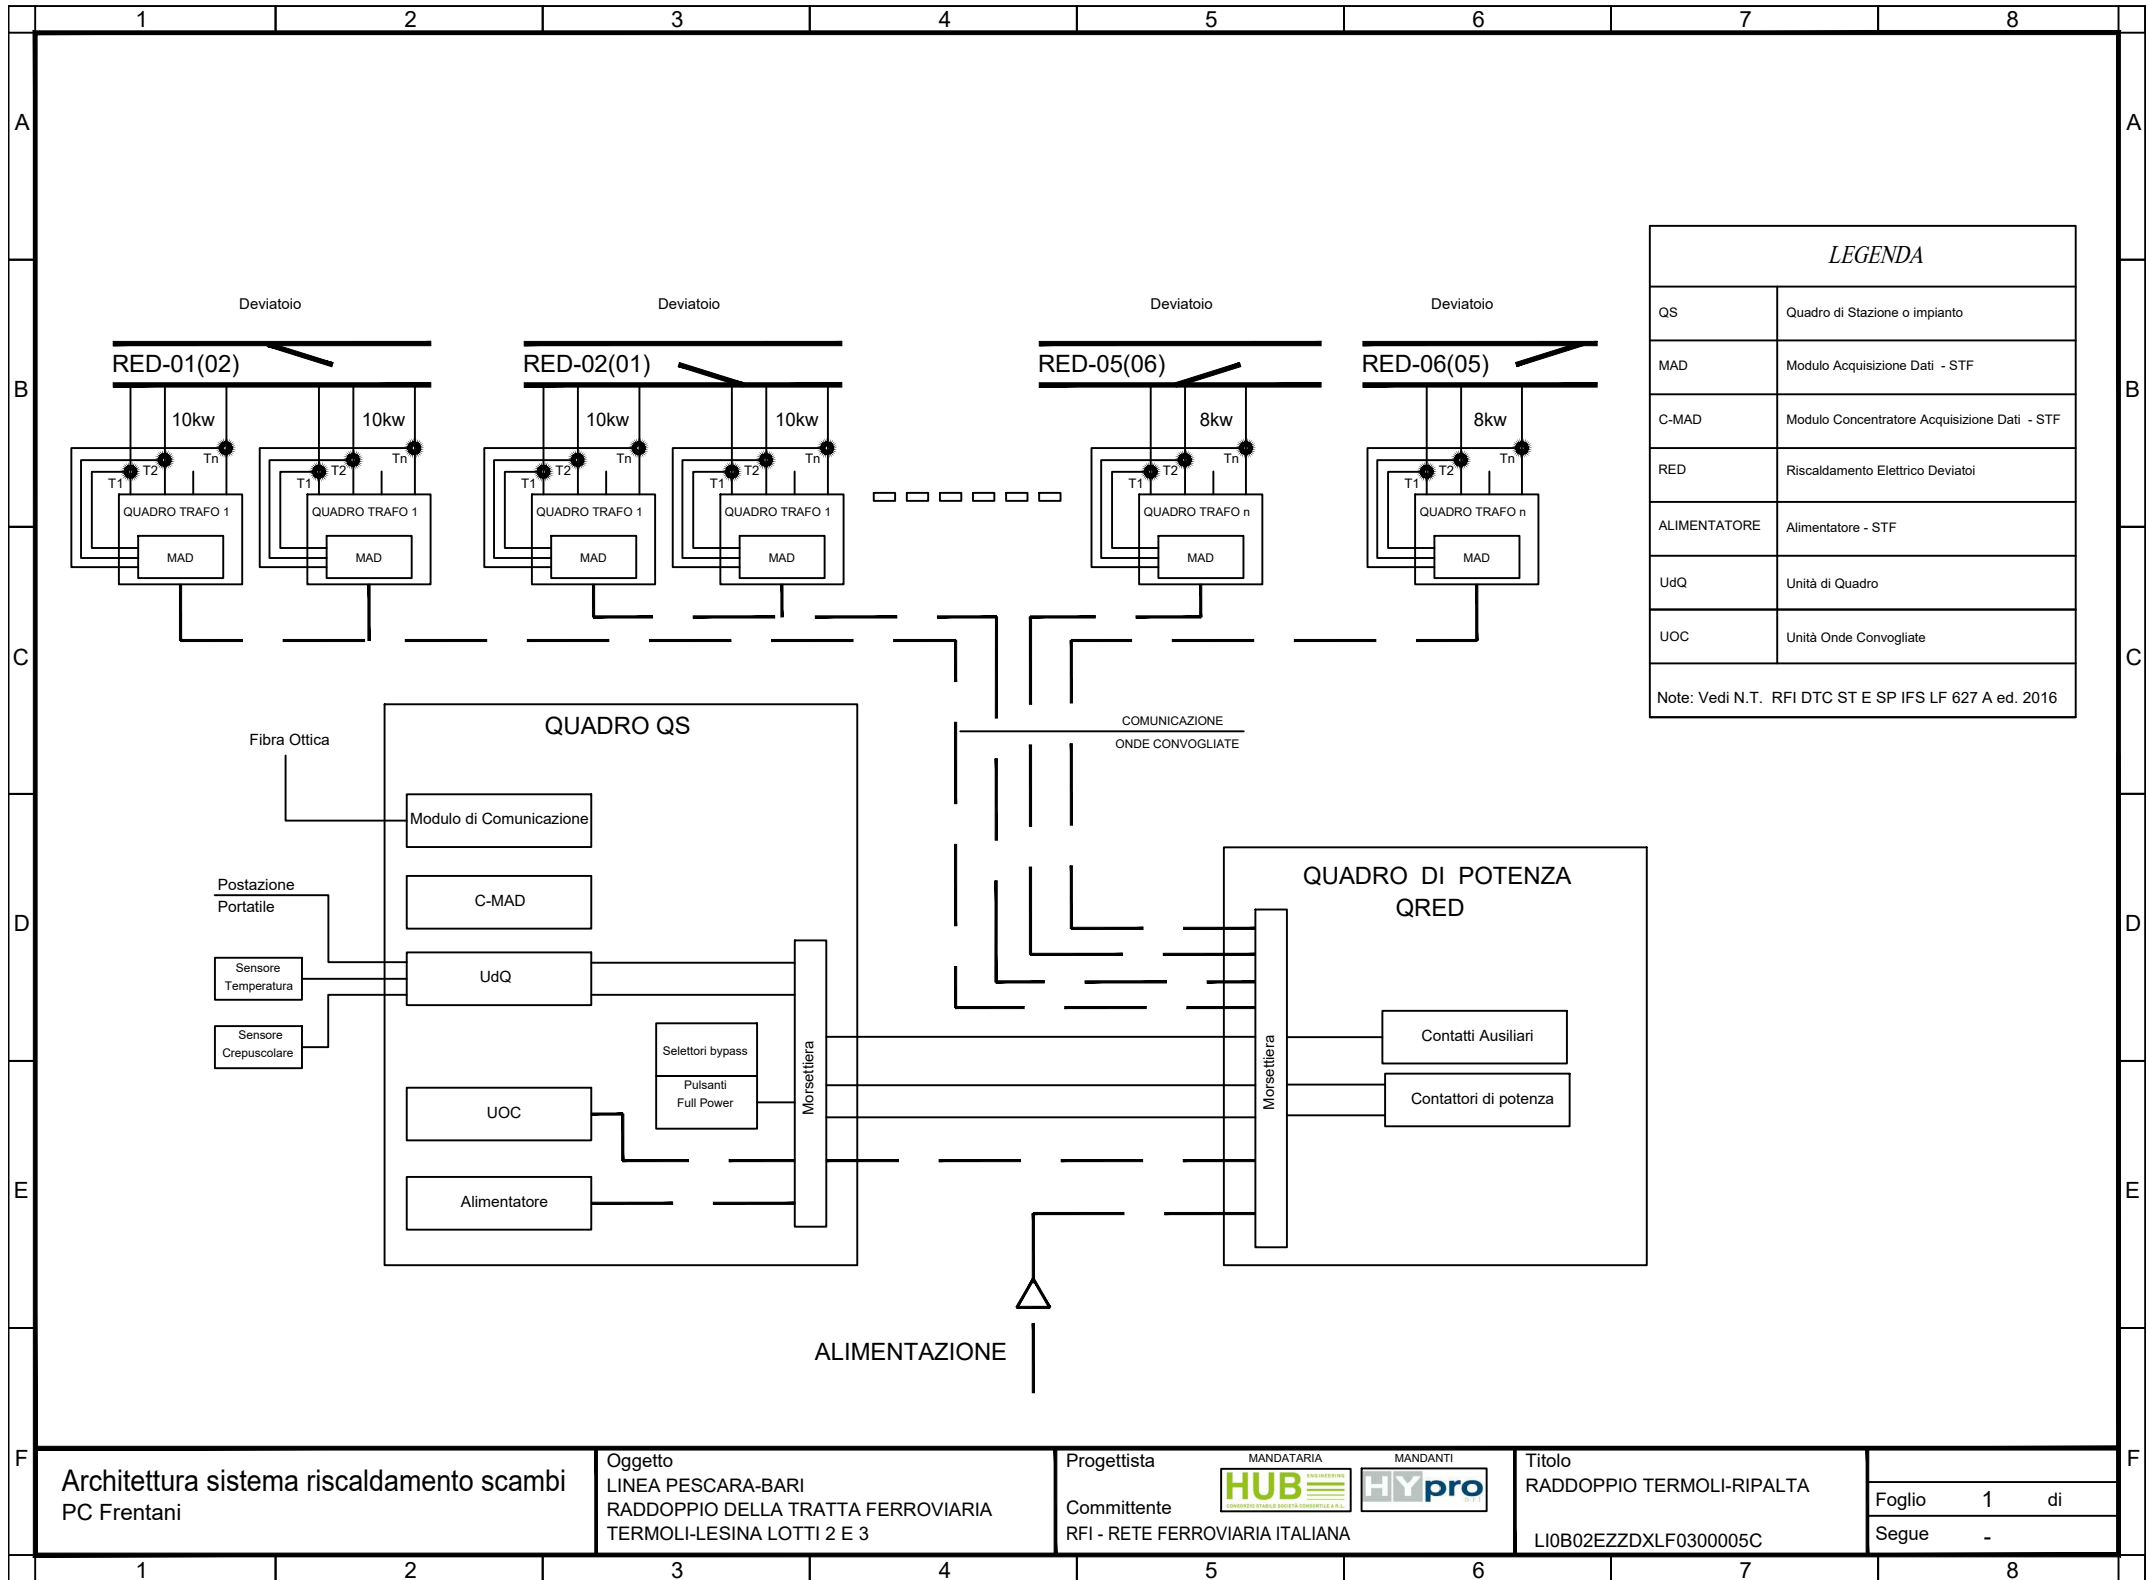 1 2 3 4 5 6 7 8
A A
B B
C C
D D
E E
F F
Deviatoio Deviatoio Deviatoio Deviatoio
RED-01(02) RED-02(01) RED-05(06) RED-06(05)
10kw 10kw 10kw 10kw 8kw 8kw
T1 T2 Tn T1 T2 Tn T1 T2 Tn T1 T2 Tn T1 T2 Tn T1 T2 Tn
QUADRO TRAFO 1 QUADRO TRAFO 1 QUADRO TRAFO 1 QUADRO TRAFO 1 QUADRO TRAFO n QUADRO TRAFO n
MAD MAD MAD MAD MAD MAD
LEGENDA
QS Quadro di Stazione o impianto
MAD Modulo Acquisizione Dati - STF
C-MAD Modulo Concentratore Acquisizione Dati - STF
RED Riscaldamento Elettrico Deviatoi
ALIMENTATORE Alimentatore - STF
UdQ Unità di Quadro
UOC Unità Onde Convogliate
Note: Vedi N.T. RFI DTC ST E SP IFS LF 627 A ed. 2016
COMUNICAZIONE
ONDE CONVOGLIATE
QUADRO QS
Fibra Ottica
Modulo di Comunicazione
C-MAD
Postazione
Portatile
UdQ
Sensore
Temperatura
Sensore
Crepuscolare
Selettori bypass
Pulsanti
Full Power
UOC
Alimentatore
Morsettiera
QUADRO DI POTENZA
QRED
Morsettiera
Contatti Ausiliari
Contattori di potenza
ALIMENTAZIONE
Architettura sistema riscaldamento scambi
PC Frentani
Oggetto
LINEA PESCARA-BARI
RADDOPPIO DELLA TRATTA FERROVIARIA
TERMOLI-LESINA LOTTI 2 E 3
Progettista
MANDATARIA MANDANTI
HUB ENGINEERING
CONSORZIO STABILE SOCIETÀ CONSORTILE A R.L.
HYpro
srl
Committente
RFI - RETE FERROVIARIA ITALIANA
Titolo
RADDOPPIO TERMOLI-RIPALTA
LI0B02EZZDXLF0300005C
Foglio 1 di
Segue -
1 2 3 4 5 6 7 8